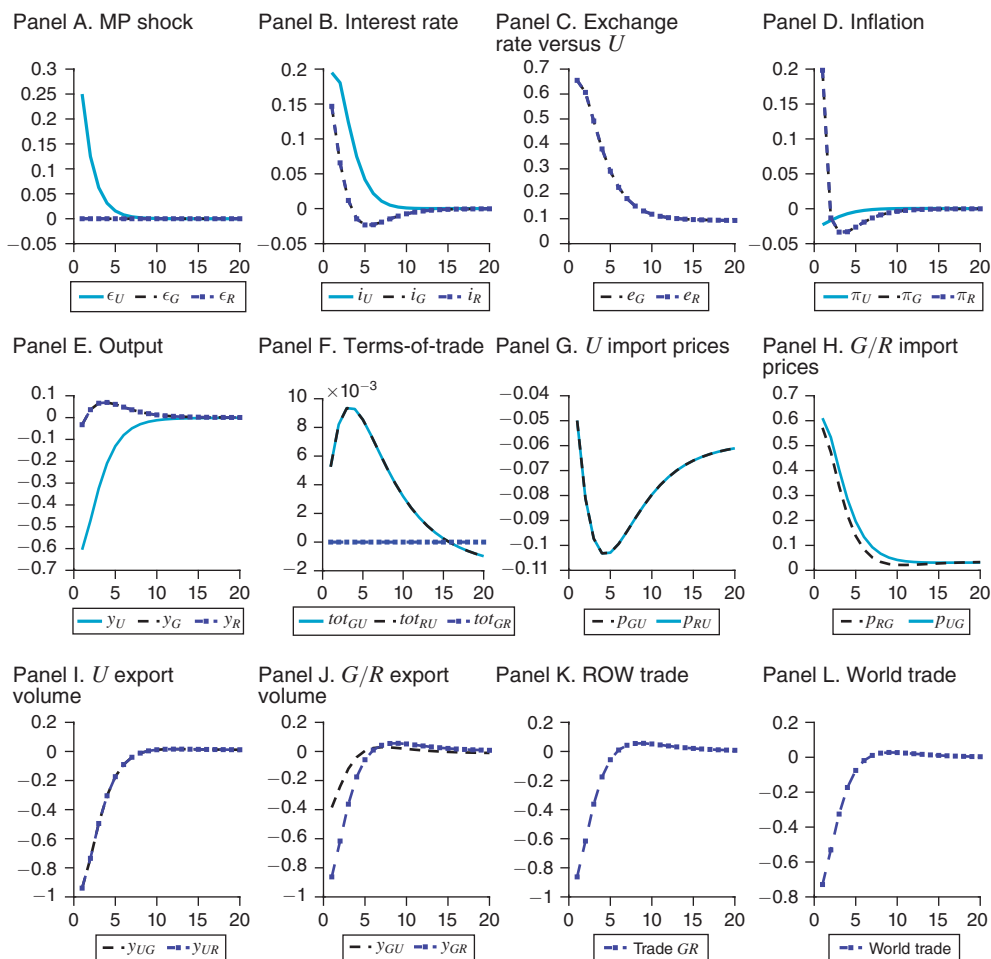 Panel A. MP shock
0.3
0.25
0.2
0.15
0.1
0.05
0
−0.05
0 5 10 15 20
ϵU ϵG ϵR
Panel B. Interest rate
0.2
0.15
0.1
0.05
0
−0.05
0 5 10 15 20
iU iG iR
Panel C. Exchange
rate versus U
0.7
0.6
0.5
0.4
0.3
0.2
0.1
0
0 5 10 15 20
eG eR
Panel D. Inflation
0.2
0.15
0.1
0.05
0
−0.05
0 5 10 15 20
πU πG πR
Panel E. Output
0.1
0
−0.1
−0.2
−0.3
−0.4
−0.5
−0.6
−0.7
0 5 10 15 20
yU yG yR
Panel F. Terms-of-trade
×10−3
10
8
6
4
2
0
−2
0 5 10 15 20
totGU totRU totGR
Panel G. U import prices
−0.04
−0.05
−0.06
−0.07
−0.08
−0.09
−0.10
−0.11
0 5 10 15 20
pGU pRU
Panel H. G/R import
prices
0.7
0.6
0.5
0.4
0.3
0.2
0.1
0
0 5 10 15 20
pRG pUG
Panel I. U export
volume
0.2
0
−0.2
−0.4
−0.6
−0.8
−1
0 5 10 15 20
yUG yUR
Panel J. G/R export
volume
0.2
0
−0.2
−0.4
−0.6
−0.8
−1
0 5 10 15 20
yGU yGR
Panel K. ROW trade
0.2
0
−0.2
−0.4
−0.6
−0.8
−1
0 5 10 15 20
Trade GR
Panel L. World trade
0.2
0
−0.2
−0.4
−0.6
−0.8
0 5 10 15 20
World trade